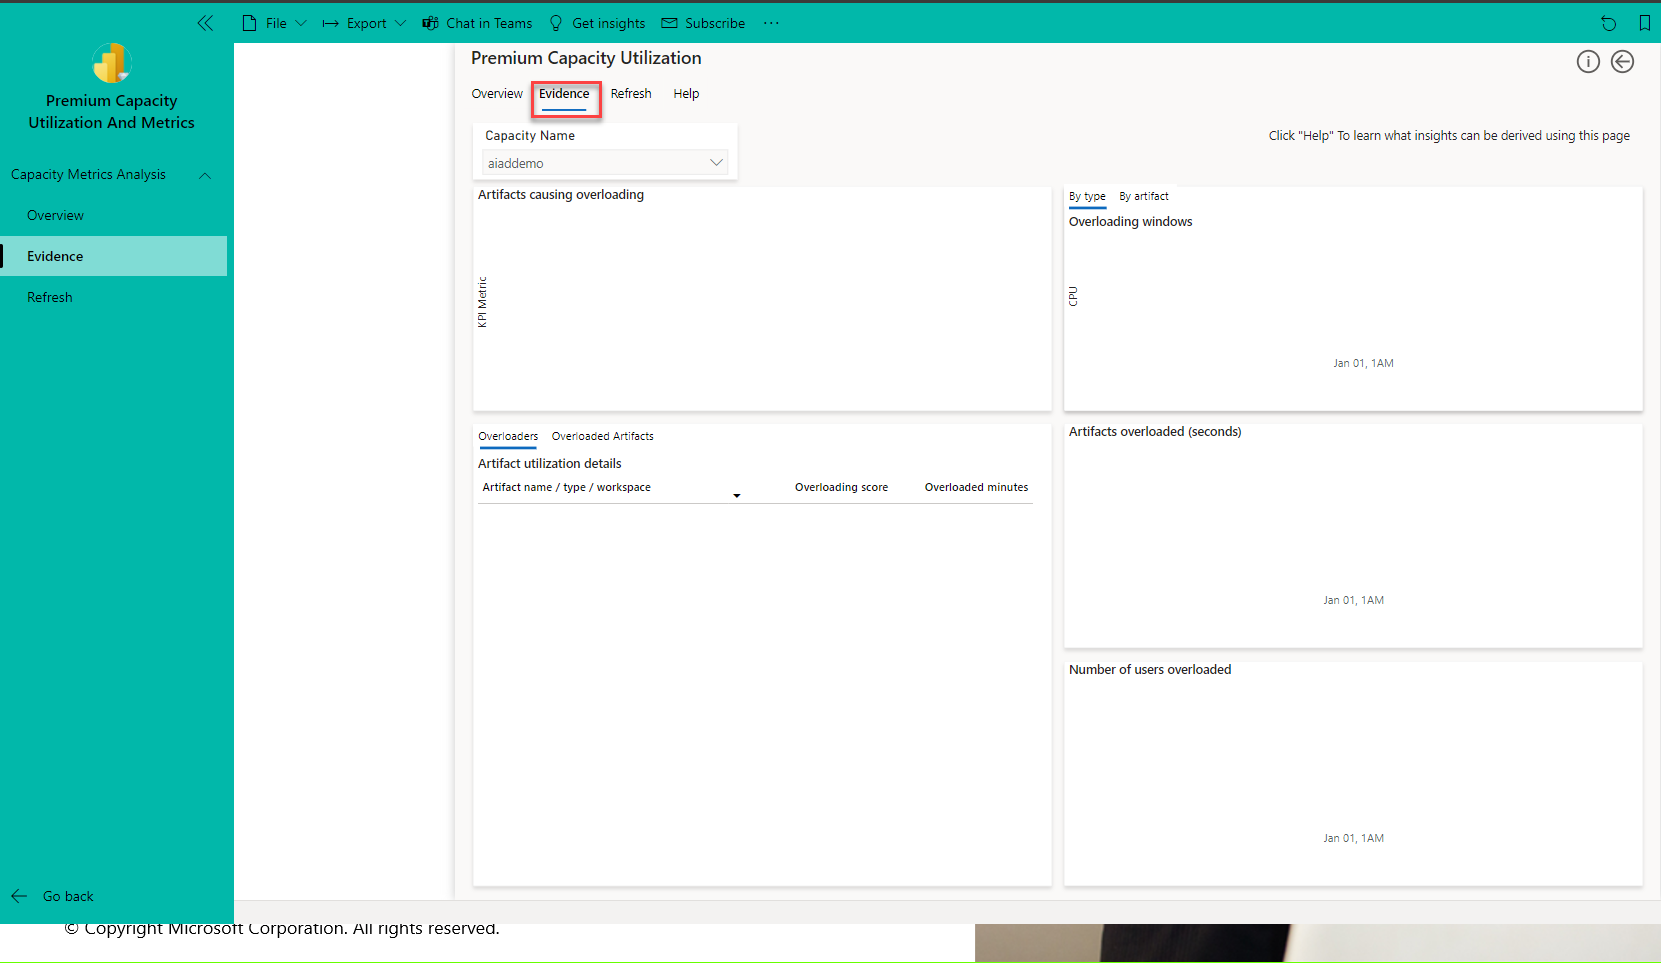 File
Export
Chat in Teams
Get insights
Subscribe
Premium Capacity
Utilization And Metrics
Capacity Metrics Analysis
Overview
Evidence
Refresh
Go back
Premium Capacity Utilization
Overview
Evidence
Refresh
Help
Capacity Name
aiaddemo
Click "Help" To learn what insights can be derived using this page
Artifacts causing overloading
KPI Metric
By type
By artifact
Overloading windows
CPU
Jan 01, 1AM
Overloaders
Overloaded Artifacts
Artifact utilization details
Artifact name / type / workspace
Overloading score
Overloaded minutes
Artifacts overloaded (seconds)
Jan 01, 1AM
Number of users overloaded
Jan 01, 1AM
© Copyright Microsoft Corporation. All rights reserved.